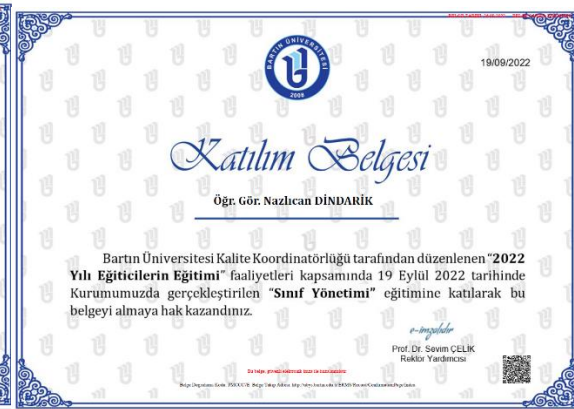 BARTIN ÜNİVERSİTESİ
2008
19/09/2022
Katılım Belgesi
Öğr. Gör. Nazlıcan DİNDARİK
Bartın Üniversitesi Kalite Koordinatörlüğü tarafından düzenlenen “2022
Yılı Eğiticilerin Eğitimi” faaliyetleri kapsamında 19 Eylül 2022 tarihinde
Kurumumuzda gerçekleştirilen “Sınıf Yönetimi” eğitimine katılarak bu
belgeyi almaya hak kazandınız.
e-imzalıdır
Prof. Dr. Sevim ÇELİK
Rektör Yardımcısı